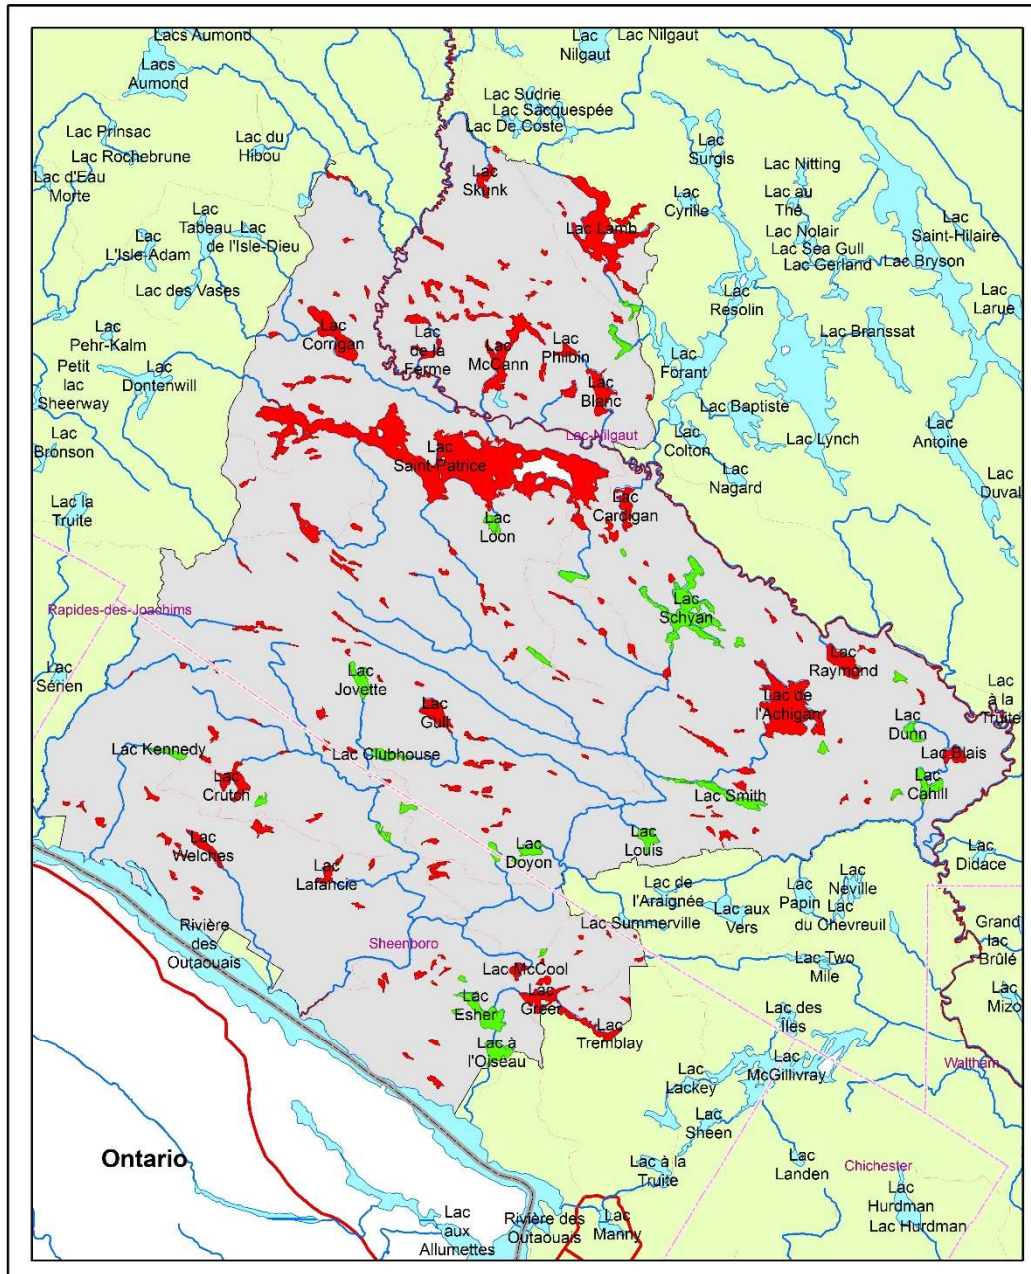 Lacs Aumond
Lac
Nilgaut
Lac Nilgaut
Lacs
Aumond
Lac Sudrie
Lac Sacquespée
Lac De Coste
Lac Prinsac
Lac Rochebrune
Lac du
Hibou
Lac d'Eau
Morte
Lac
Skunk
Lac
Surgis
Lac Nitting
Lac
Cyrille
Lac au
Thé
Lac
Tabeau
Lac
de l'Isle-Dieu
Lac
L'Isle-Adam
Lac Lamb
Lac Nolair
Lac Sea Gull
Lac Gerland
Lac
Saint-Hilaire
Lac Bryson
Lac des Vases
Lac
Resolin
Lac
Larue
Lac
Pehr-Kalm
Lac
Corrigan
Lac
de la
Ferme
Lac
McCann
Lac
Philbin
Lac Branssat
Petit
lac
Sheerway
Lac
Dontenwill
Lac
Forant
Lac
Blanc
Lac Baptiste
Lac
Bronson
Lac-Nilgaut
Lac
Colton
Lac Lynch
Lac
Antoine
Lac
Saint-Patrice
Lac
Nagard
Lac
Duval
Lac la
Truite
Lac
Cardigan
Lac
Loon
Rapides-des-Joachims
Lac
Schyan
Lac
Sérien
Lac
Jovette
Lac
Raymond
Lac
à la
Truite
Lac
Gull
Lac de
l'Achigan
Lac
Dunn
Lac Kennedy
Lac Clubhouse
Lac Blais
Lac
Crutch
Lac Smith
Lac
Cahill
Lac
Welches
Lac
Doyon
Lac
Louis
Lac
Didace
Lac
Lafancie
Lac de
l'Araignée
Lac
Papin
Lac
Neville
Lac
du Chevreuil
Lac aux
Vers
Lac Summerville
Rivière
des
Outaouais
Sheenboro
Grand
lac
Brûlé
Lac McCool
Lac Two
Mile
Lac
Greer
Lac
Mizo
Lac
Esher
Lac des
Îles
Lac
Tremblay
Lac à
l'Oiseau
Lac
McGillivray
Waltham
Lac
Lackey
Lac
Sheen
Ontario
Lac à la
Truite
Lac
Landen
Chichester
Lac
Hurdman
Lac Hurdman
Lac
aux
Allumettes
Rivière des
Outaouais
Lac
Manny